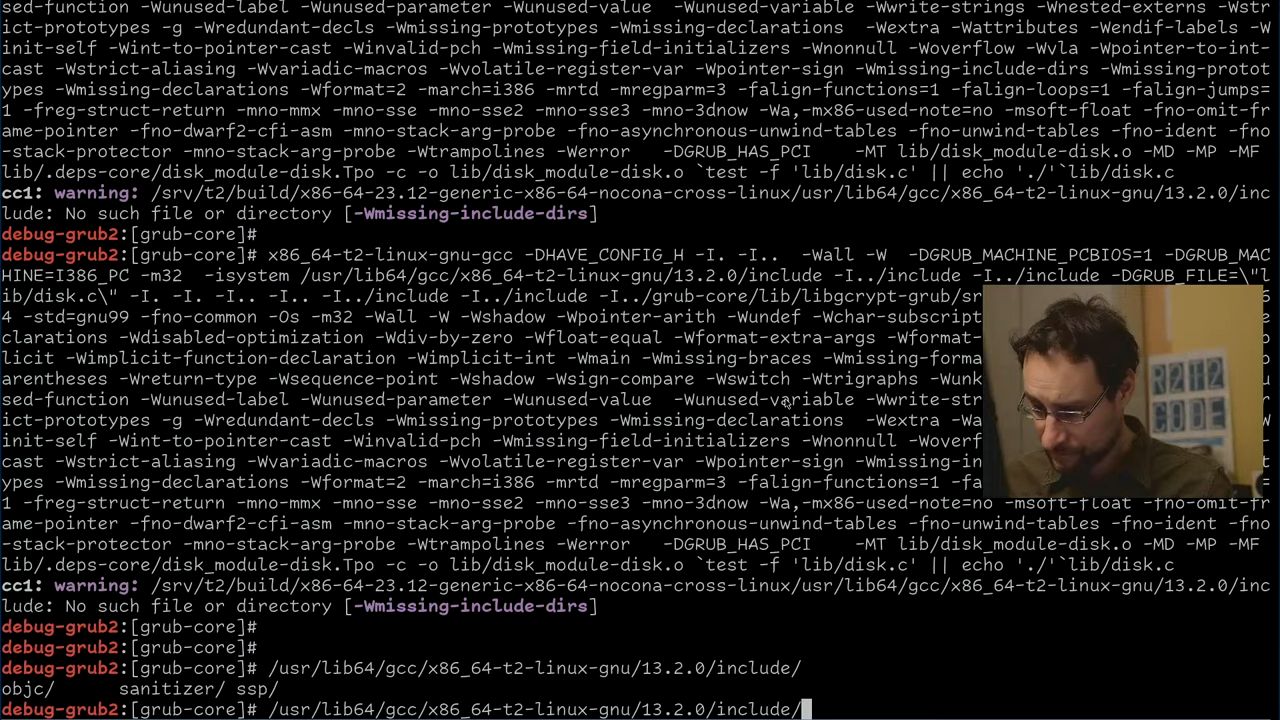 sed-function -Wunused-label -Wunused-parameter -Wunused-value  -Wunused-variable -Wwrite-strings -Wnested-externs -Wstr
ict-prototypes -g -Wredundant-decls -Wmissing-prototypes -Wmissing-declarations  -Wextra -Wattributes -Wendif-labels -W
init-self -Wint-to-pointer-cast -Winvalid-pch -Wmissing-field-initializers -Wnonnull -Woverflow -Wvla -Wpointer-to-int-
cast -Wstrict-aliasing -Wvariadic-macros -Wvolatile-register-var -Wpointer-sign -Wmissing-include-dirs -Wmissing-protot
ypes -Wmissing-declarations -Wformat=2 -march=i386 -mrtd -mregparm=3 -falign-functions=1 -falign-loops=1 -falign-jumps=
1 -freg-struct-return -mno-mmx -mno-sse -mno-sse2 -mno-sse3 -mno-3dnow -Wa,-mx86-used-note=no -msoft-float -fno-omit-fr
ame-pointer -fno-dwarf2-cfi-asm -mno-stack-arg-probe -fno-asynchronous-unwind-tables -fno-unwind-tables -fno-ident -fno
-stack-protector -mno-stack-arg-probe -Wtrampolines -Werror   -DGRUB_HAS_PCI    -MT lib/disk_module-disk.o -MD -MP -MF
lib/.deps-core/disk_module-disk.Tpo -c -o lib/disk_module-disk.o `test -f 'lib/disk.c' || echo './'`lib/disk.c
cc1: warning: /srv/t2/build/x86-64-23.12-generic-x86-64-nocona-cross-linux/usr/lib64/gcc/x86_64-t2-linux-gnu/13.2.0/inc
lude: No such file or directory [-Wmissing-include-dirs]
debug-grub2:[grub-core]#
debug-grub2:[grub-core]# x86_64-t2-linux-gnu-gcc -DHAVE_CONFIG_H -I. -I..  -Wall -W  -DGRUB_MACHINE_PCBIOS=1 -DGRUB_MAC
HINE=I386_PC -m32  -isystem /usr/lib64/gcc/x86_64-t2-linux-gnu/13.2.0/include -I../include -I../include -DGRUB_FILE=\"l
ib/disk.c\" -I. -I. -I.. -I.. -I../include -I../include -I../grub-core/lib/libgcrypt-grub/sr
4 -std=gnu99 -fno-common -Os -m32 -Wall -W -Wshadow -Wpointer-arith -Wundef -Wchar-subscript
clarations -Wdisabled-optimization -Wdiv-by-zero -Wfloat-equal -Wformat-extra-args -Wformat-
licit -Wimplicit-function-declaration -Wimplicit-int -Wmain -Wmissing-braces -Wmissing-forma
arentheses -Wreturn-type -Wsequence-point -Wshadow -Wsign-compare -Wswitch -Wtrigraphs -Wunk
sed-function -Wunused-label -Wunused-parameter -Wunused-value  -Wunused-variable -Wwrite-str
ict-prototypes -g -Wredundant-decls -Wmissing-prototypes -Wmissing-declarations  -Wextra -Wa
init-self -Wint-to-pointer-cast -Winvalid-pch -Wmissing-field-initializers -Wnonnull -Woverf
cast -Wstrict-aliasing -Wvariadic-macros -Wvolatile-register-var -Wpointer-sign -Wmissing-in
ypes -Wmissing-declarations -Wformat=2 -march=i386 -mrtd -mregparm=3 -falign-functions=1 -fa
1 -freg-struct-return -mno-mmx -mno-sse -mno-sse2 -mno-sse3 -mno-3dnow -Wa,-mx86-used-note=no -msoft-float -fno-omit-fr
ame-pointer -fno-dwarf2-cfi-asm -mno-stack-arg-probe -fno-asynchronous-unwind-tables -fno-unwind-tables -fno-ident -fno
-stack-protector -mno-stack-arg-probe -Wtrampolines -Werror   -DGRUB_HAS_PCI    -MT lib/disk_module-disk.o -MD -MP -MF
lib/.deps-core/disk_module-disk.Tpo -c -o lib/disk_module-disk.o `test -f 'lib/disk.c' || echo './'`lib/disk.c
cc1: warning: /srv/t2/build/x86-64-23.12-generic-x86-64-nocona-cross-linux/usr/lib64/gcc/x86_64-t2-linux-gnu/13.2.0/inc
lude: No such file or directory [-Wmissing-include-dirs]
debug-grub2:[grub-core]#
debug-grub2:[grub-core]#
debug-grub2:[grub-core]# /usr/lib64/gcc/x86_64-t2-linux-gnu/13.2.0/include/
objc/      sanitizer/ ssp/
debug-grub2:[grub-core]# /usr/lib64/gcc/x86_64-t2-linux-gnu/13.2.0/include/
CODE